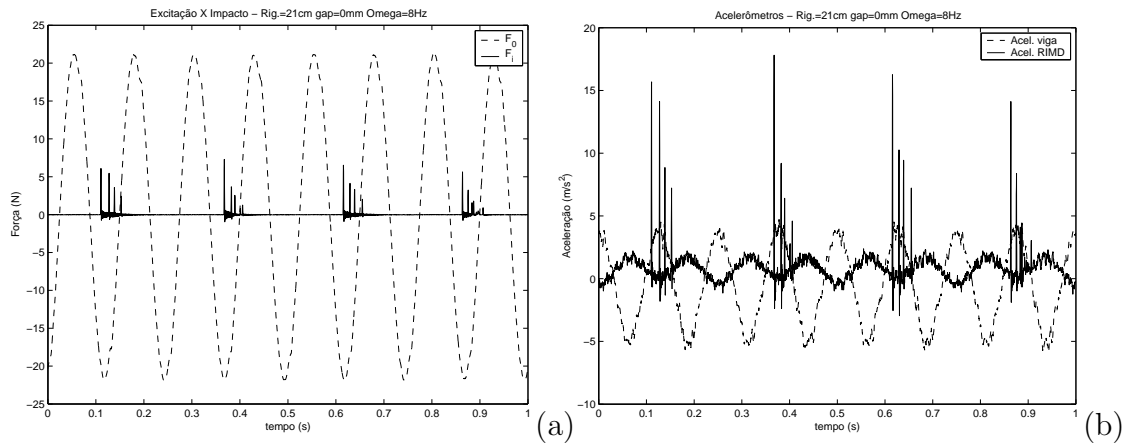 Excitação X Impacto − Rig.=21cm gap=0mm Omega=8Hz
F_0
F_i
Força (N)
25
20
15
10
5
0
−5
−10
−15
−20
−25
0 0.1 0.2 0.3 0.4 0.5 0.6 0.7 0.8 0.9 1
tempo (s)
(a)
Acelerômetros − Rig.=21cm gap=0mm Omega=8Hz
Acel. viga
Acel. RIMD
Aceleração (m/s²)
20
15
10
5
0
−5
−10
0 0.1 0.2 0.3 0.4 0.5 0.6 0.7 0.8 0.9 1
tempo (s)
(b)